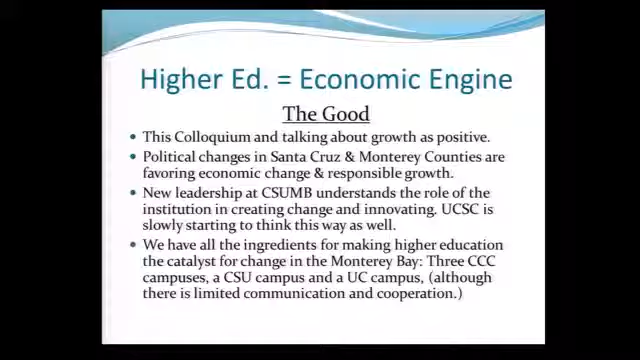 Higher Ed. = Economic Engine
The Good
• This Colloquium and talking about growth as positive.
• Political changes in Santa Cruz & Monterey Counties are
favoring economic change & responsible growth.
• New leadership at CSUMB understands the role of the
institution in creating change and innovating. UCSC is
slowly starting to think this way as well.
• We have all the ingredients for making higher education
the catalyst for change in the Monterey Bay: Three CCC
campuses, a CSU campus and a UC campus, (although
there is limited communication and cooperation.)